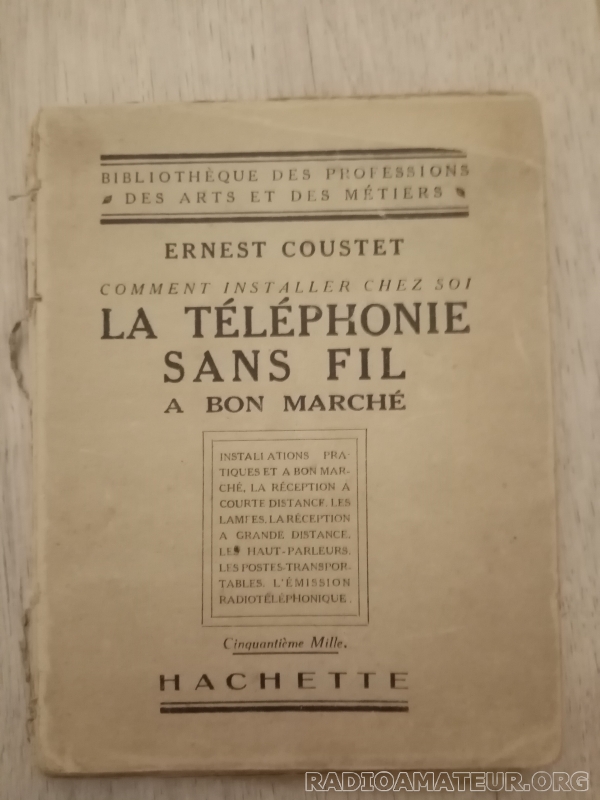 BIBLIOTHÈQUE DES PROFESSIONS
DES ARTS ET DES MÉTIERS
ERNEST COUSTET
COMMENT INSTALLER CHEZ SOI
LA TÉLÉPHONIE
SANS FIL
A BON MARCHÉ
INSTALLATIONS PRA-
TIQUES ET A BON MAR-
CHÉ. LA RÉCEPTION A
COURTE DISTANCE. LES
LAMPES. LA RÉCEPTION
A GRANDE DISTANCE.
LES HAUT-PARLEURS.
LES POSTES-TRANSPOR-
TABLES. L'ÉMISSION
RADIOTÉLÉPHONIQUE.
Cinquantième Mille.
HACHETTE
RADIOAMATEUR.ORG